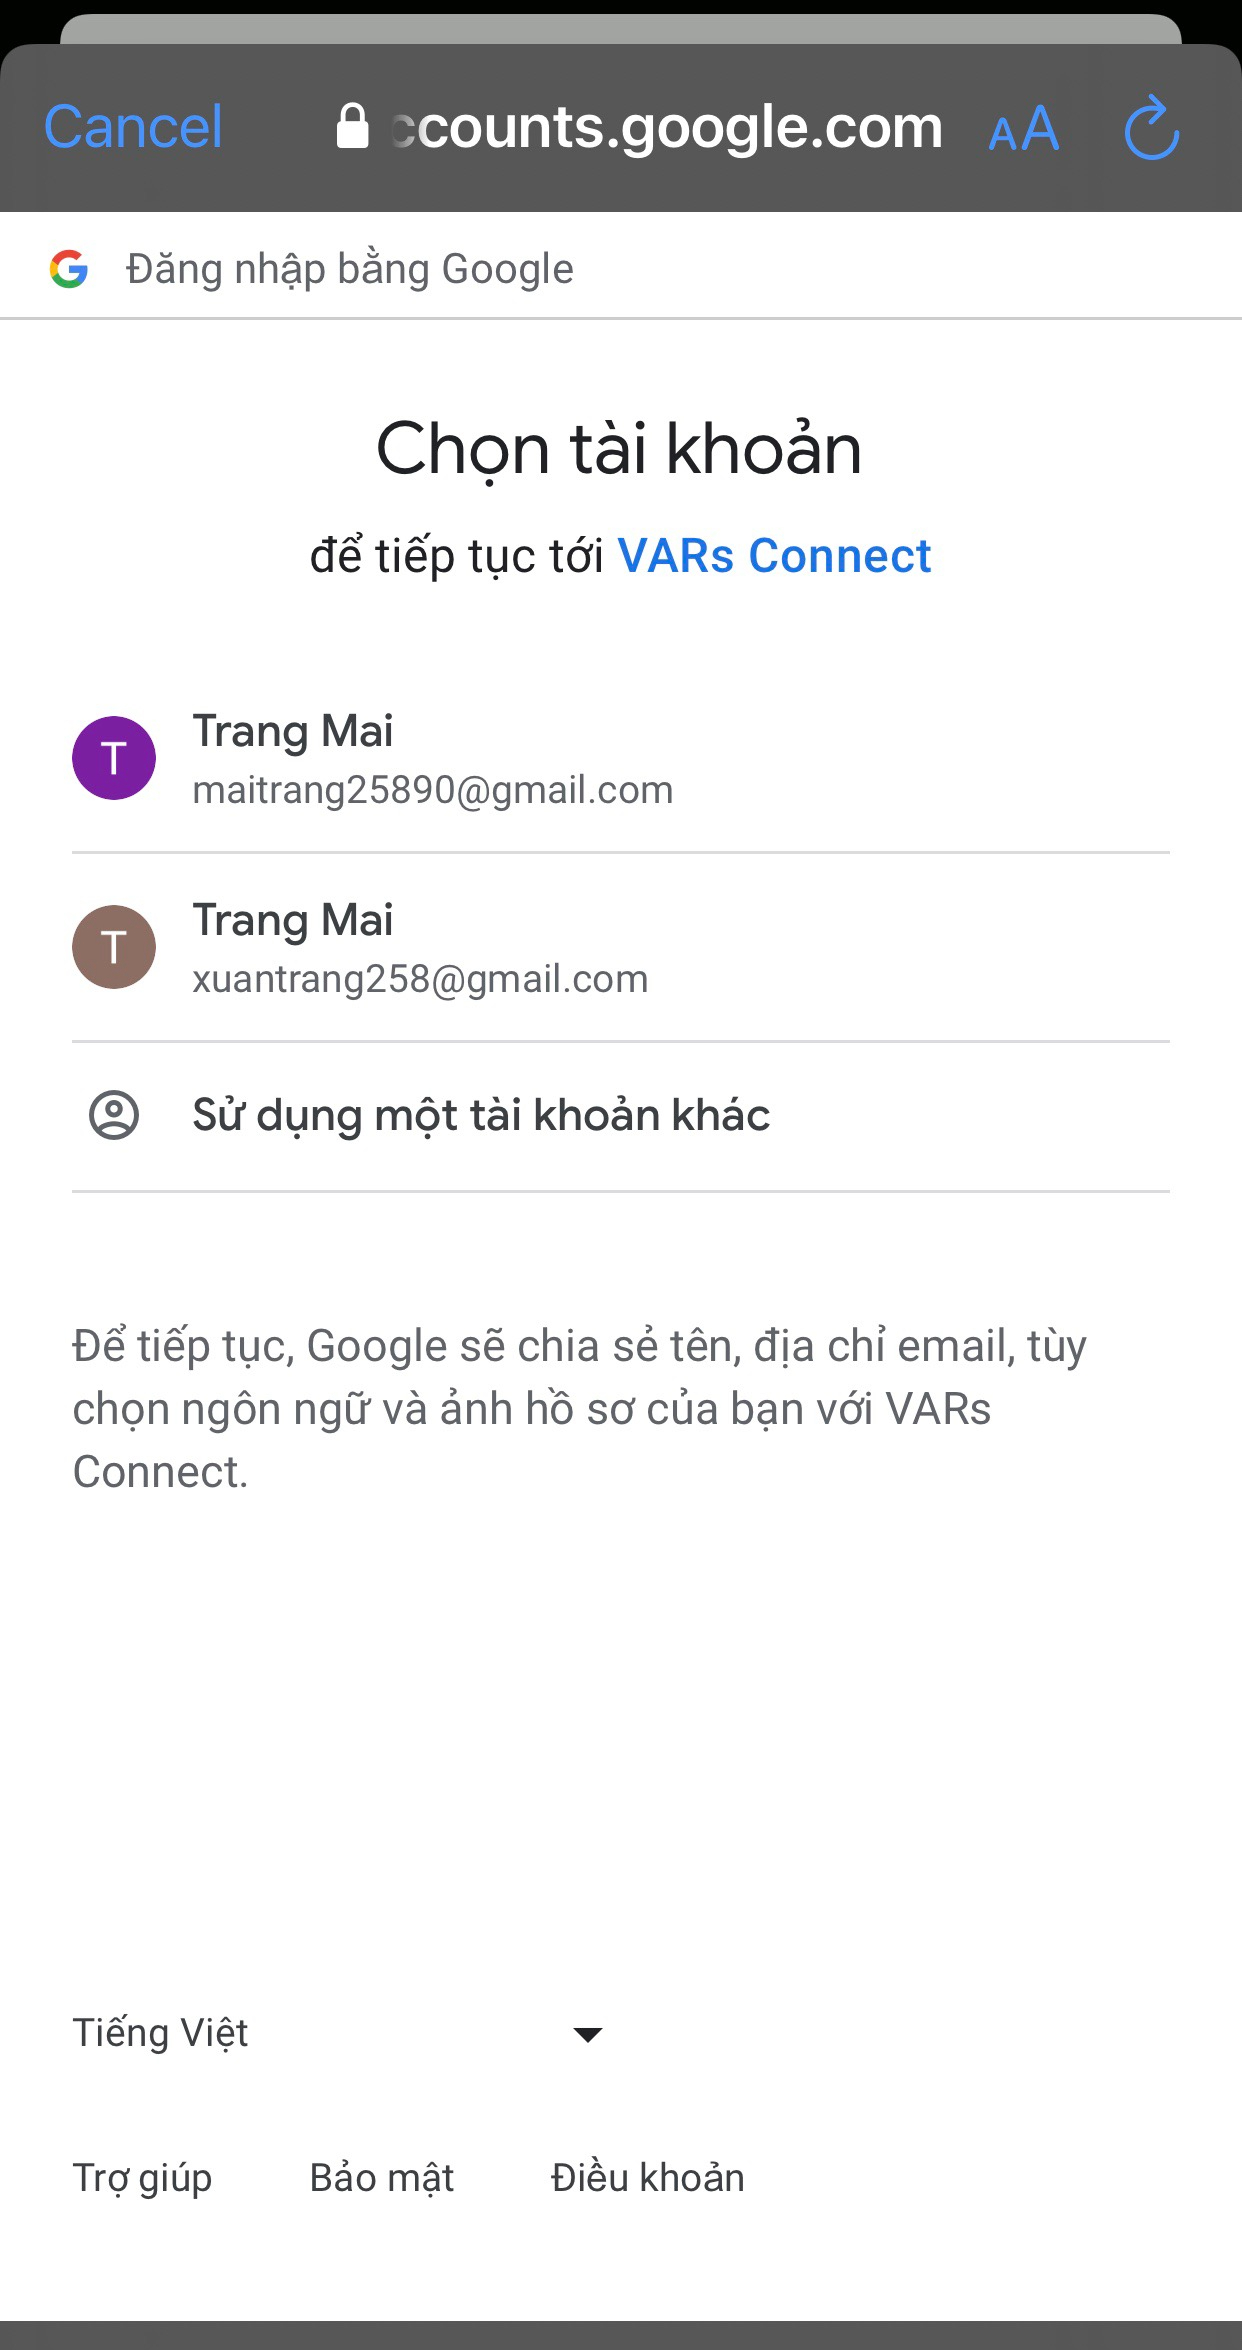 Cancel
ccounts.google.com
AA
Đăng nhập bằng Google
Chọn tài khoản
để tiếp tục tới VARs Connect
T
Trang Mai
maitrang25890@gmail.com
T
Trang Mai
xuantrang258@gmail.com
Sử dụng một tài khoản khác
Để tiếp tục, Google sẽ chia sẻ tên, địa chỉ email, tùy
chọn ngôn ngữ và ảnh hồ sơ của bạn với VARs
Connect.
Tiếng Việt
Trợ giúp Bảo mật Điều khoản